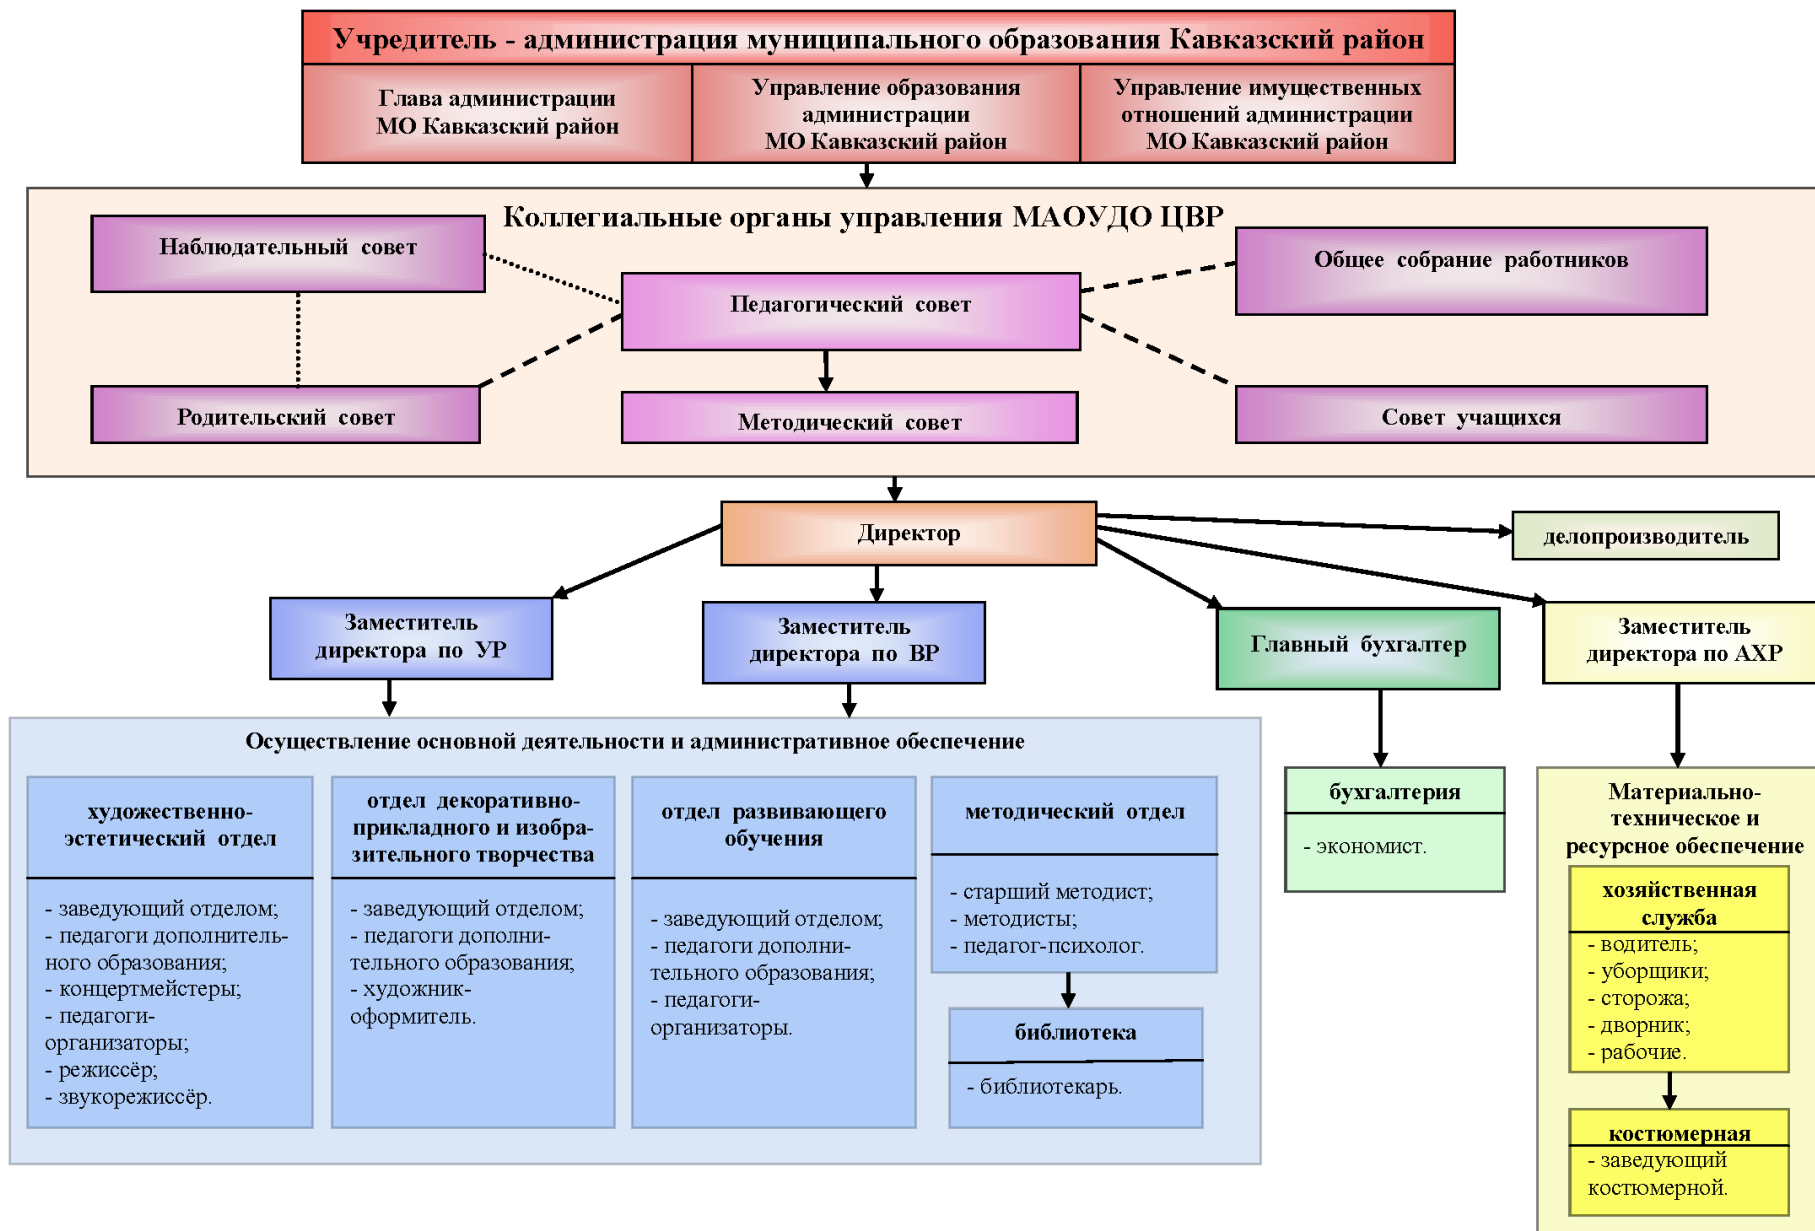 Учредитель - администрация муниципального образования Кавказский район
Глава администрации
МО Кавказский район
Управление образования
администрации
МО Кавказский район
Управление имущественных
отношений администрации
МО Кавказский район
Коллегиальные органы управления МАОУДО ЦВР
Наблюдательный совет
Общее собрание работников
Педагогический совет
Родительский совет
Методический совет
Совет учащихся
Директор
делопроизводитель
Заместитель
директора по УР
Заместитель
директора по ВР
Главный бухгалтер
Заместитель
директора по АХР
Осуществление основной деятельности и административное обеспечение
художественно-
эстетический отдел
- заведующий отделом;
- педагоги дополнитель-
ного образования;
- концертмейстеры;
- педагоги-
организаторы;
- режиссёр;
- звукорежиссёр.
отдел декоративно-
прикладного и изобра-
зительного творчества
- заведующий отделом;
- педагоги дополни-
тельного образования;
- художник-
оформитель.
отдел развивающего
обучения
- заведующий отделом;
- педагоги дополни-
тельного образования;
- педагоги-
организаторы.
методический отдел
- старший методист;
- методисты;
- педагог-психолог.
библиотека
- библиотекарь.
бухгалтерия
- экономист.
Материально-
техническое и
ресурсное обеспечение
хозяйственная
служба
- водитель;
- уборщики;
- сторожа;
- дворник;
- рабочие.
костюмерная
- заведующий
костюмерной.